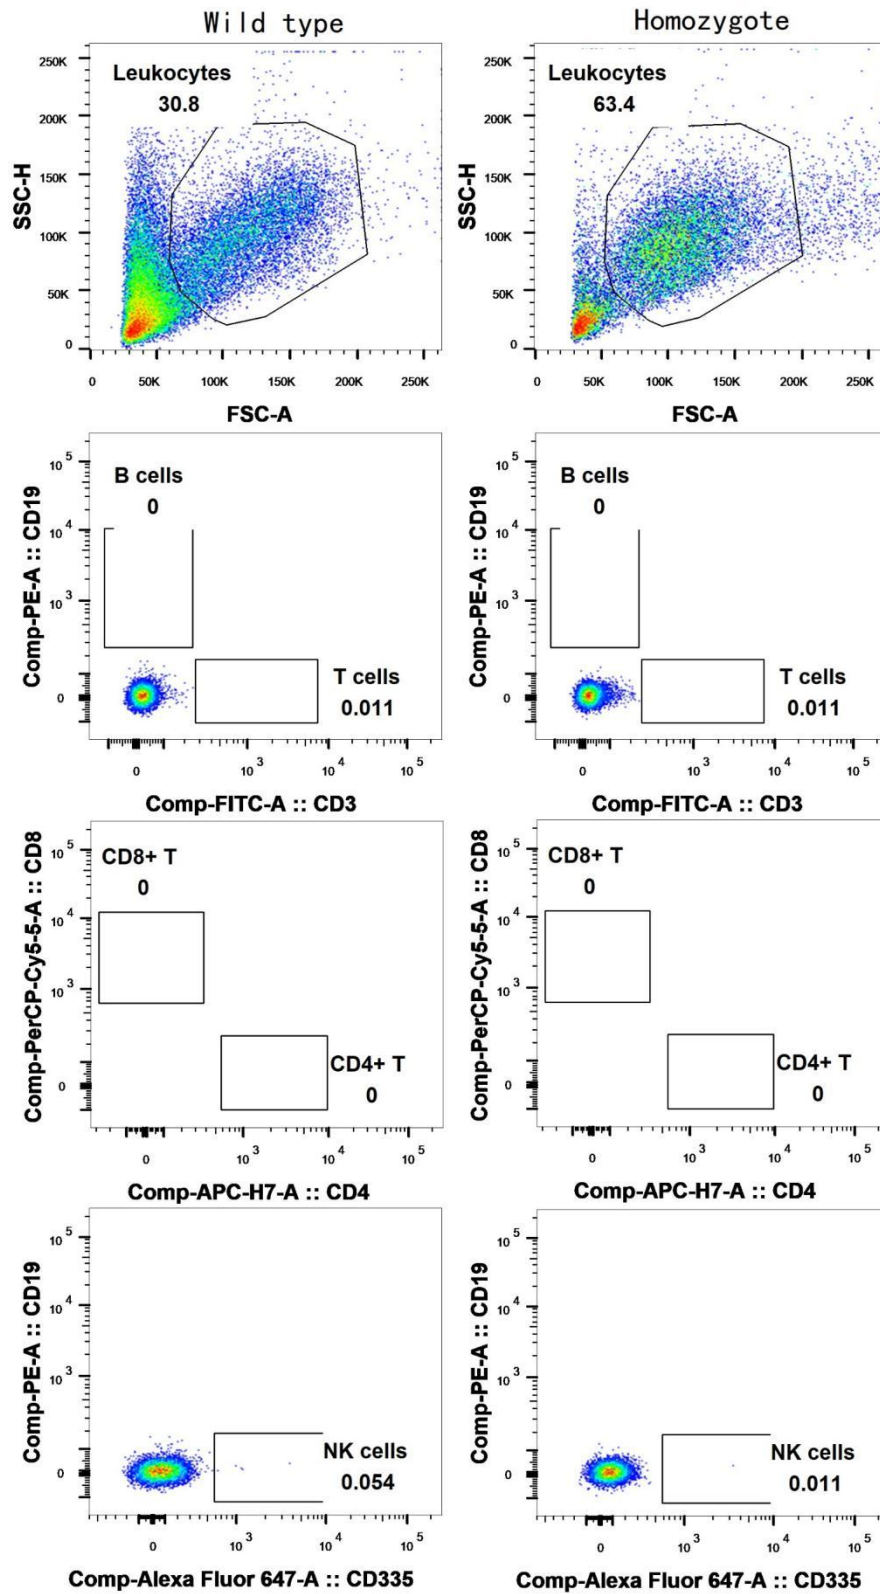 Wild type Homozygote
Leukocytes
30.8
Leukocytes
63.4
SSC-H
250K
200K
150K
100K
50K
0
SSC-H
250K
200K
150K
100K
50K
0
0 50K 100K 150K 200K 250K
0 50K 100K 150K 200K 250K
FSC-A FSC-A
Comp-PE-A :: CD19
10^5
10^4
10^3
0
B cells
0
T cells
0.011
Comp-PE-A :: CD19
10^5
10^4
10^3
0
B cells
0
T cells
0.011
0 10^3 10^4 10^5
0 10^3 10^4 10^5
Comp-FITC-A :: CD3 Comp-FITC-A :: CD3
Comp-PerCP-Cy5-5-A :: CD8
10^5
10^4
10^3
0
CD8+ T
0
CD4+ T
0
Comp-PerCP-Cy5-5-A :: CD8
10^5
10^4
10^3
0
CD8+ T
0
CD4+ T
0
0 10^3 10^4 10^5
0 10^3 10^4 10^5
Comp-APC-H7-A :: CD4 Comp-APC-H7-A :: CD4
Comp-PE-A :: CD19
10^5
10^4
10^3
0
NK cells
0.054
Comp-PE-A :: CD19
10^5
10^4
10^3
0
NK cells
0.011
0 10^3 10^4 10^5
0 10^3 10^4 10^5
Comp-Alexa Fluor 647-A :: CD335 Comp-Alexa Fluor 647-A :: CD335